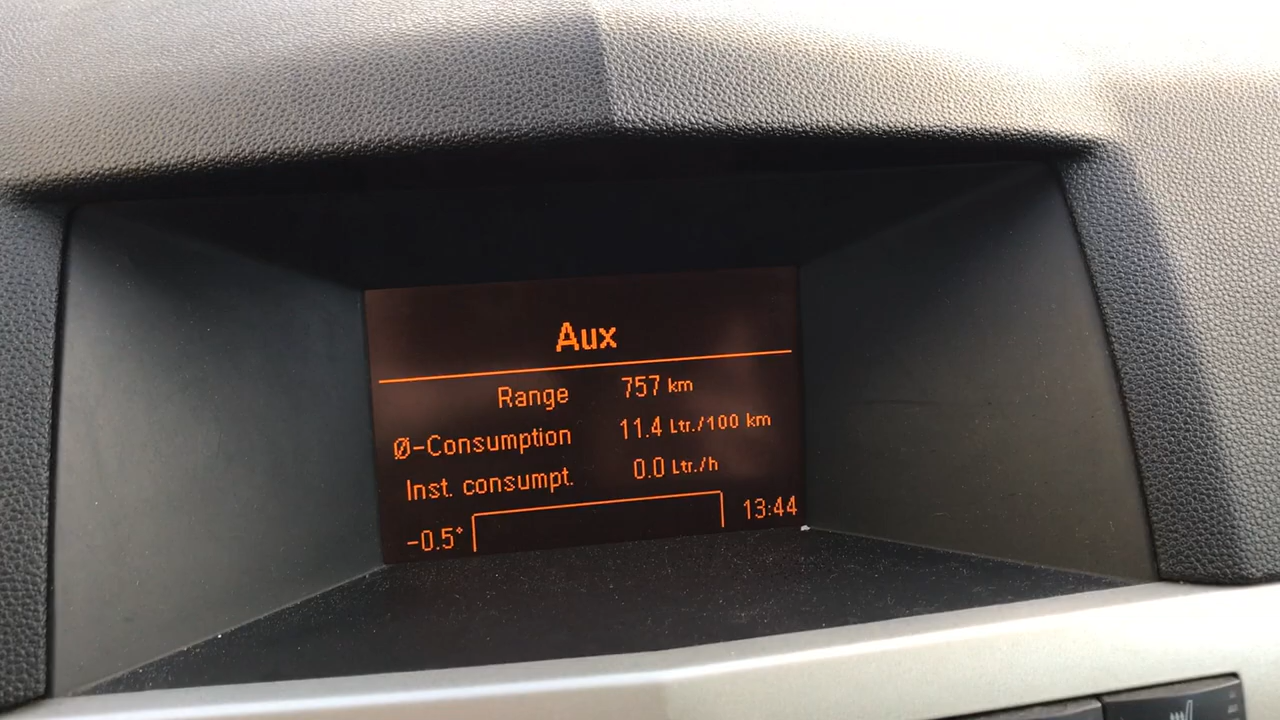 Aux
Range 757 km
Ø-Consumption 11.4 Ltr./100 km
Inst. consumpt. 0.0 Ltr./h
-0.5° 13:44